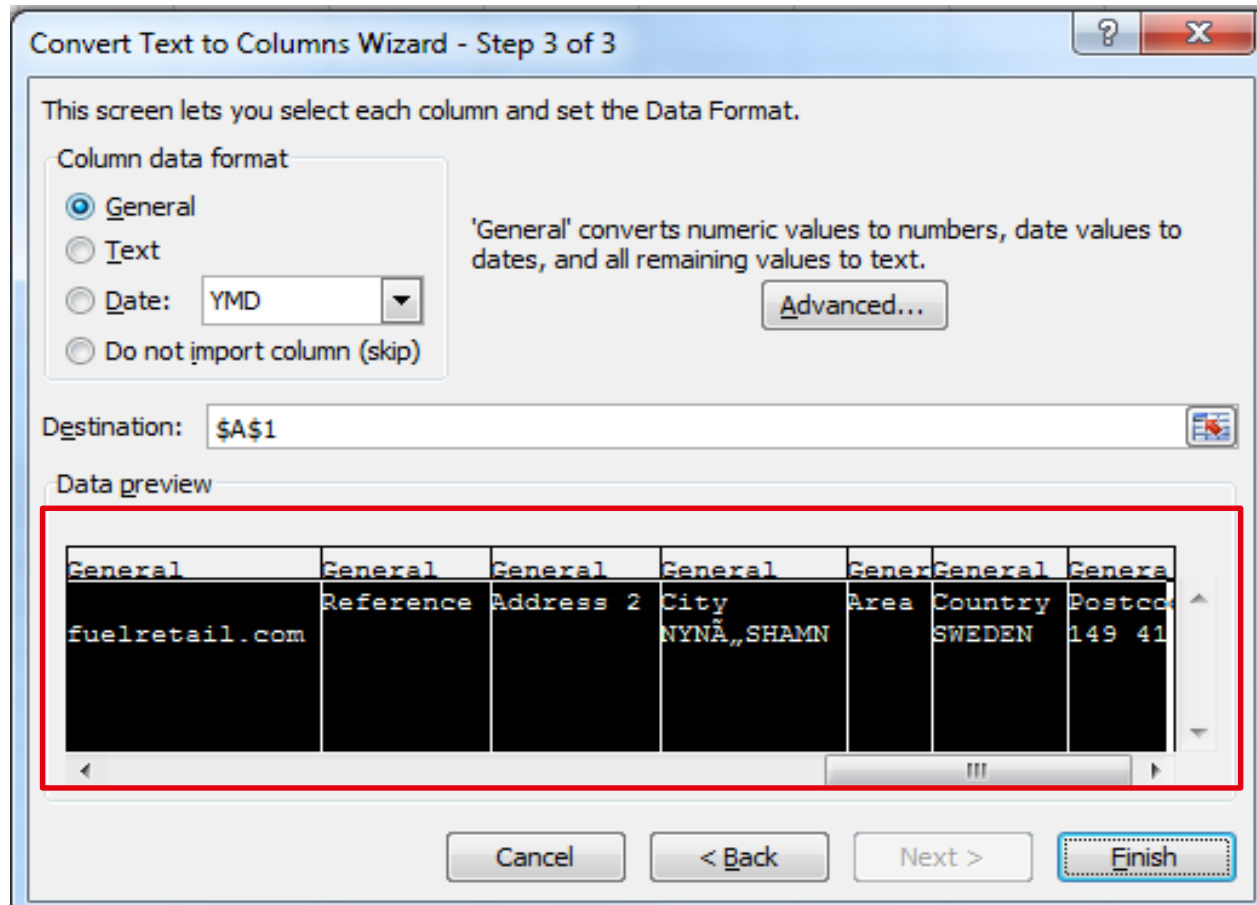 Convert Text to Columns Wizard - Step 3 of 3
This screen lets you select each column and set the Data Format.
Column data format
General
Text
Date: YMD
Do not import column (skip)
'General' converts numeric values to numbers, date values to
dates, and all remaining values to text.
Advanced...
Destination: $A$1
Data preview
General General General General Gener General Genera
Reference Address 2 City Area Country Postco
fuelretail.com NYNÃ„SHAMN SWEDEN 149 41
Cancel < Back Next > Finish